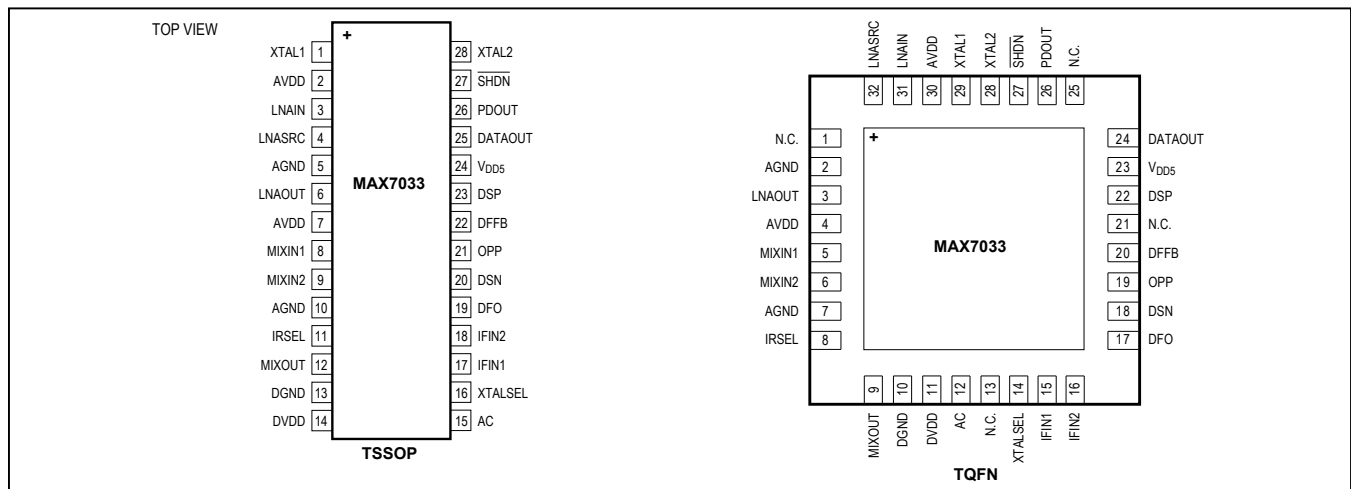 TOP VIEW
+
XTAL1 1
AVDD 2
LNAIN 3
LNASRC 4
AGND 5
LNAOUT 6
AVDD 7
MIXIN1 8
MIXIN2 9
AGND 10
IRSEL 11
MIXOUT 12
DGND 13
DVDD 14
MAX7033
28 XTAL2
27 S̅H̅D̅N̅
26 PDOUT
25 DATAOUT
24 VDD5
23 DSP
22 DFFB
21 OPP
20 DSN
19 DFO
18 IFIN2
17 IFIN1
16 XTALSEL
15 AC
TSSOP
LNASRC 32
LNAIN 31
AVDD 30
XTAL1 29
XTAL2 28
S̅H̅D̅N̅ 27
PDOUT 26
N.C. 25
+
N.C. 1
AGND 2
LNAOUT 3
AVDD 4
MIXIN1 5
MIXIN2 6
AGND 7
IRSEL 8
MAX7033
24 DATAOUT
23 VDD5
22 DSP
21 N.C.
20 DFFB
19 OPP
18 DSN
17 DFO
9 MIXOUT
10 DGND
11 DVDD
12 AC
13 N.C.
14 XTALSEL
15 IFIN1
16 IFIN2
TQFN